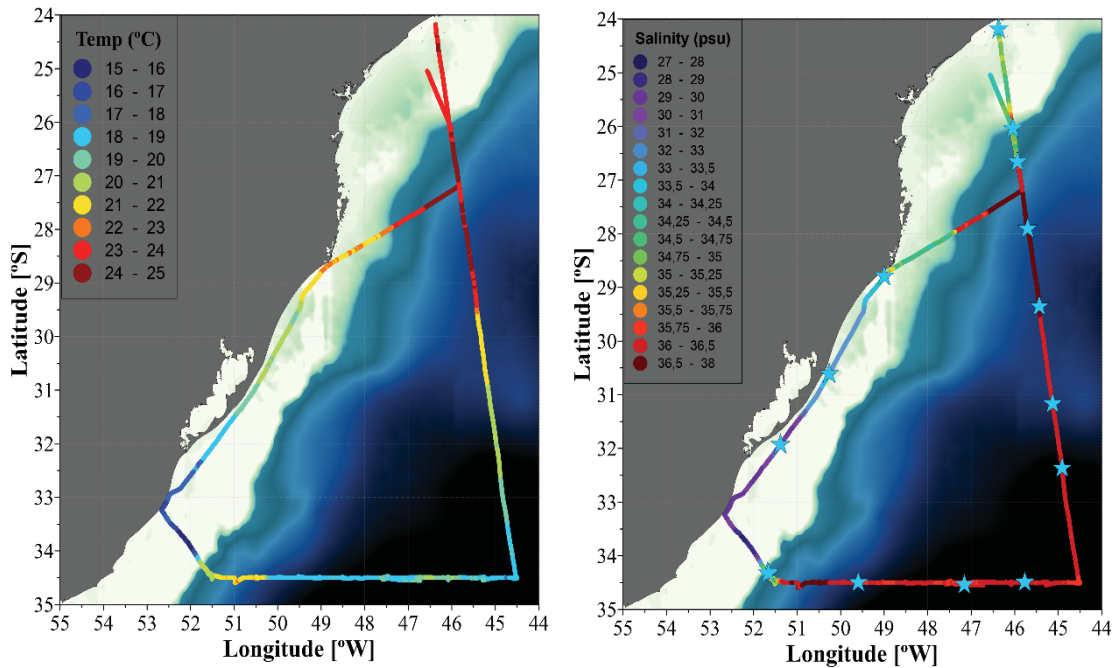 Temp (ºC)
15 - 16
16 - 17
17 - 18
18 - 19
19 - 20
20 - 21
21 - 22
22 - 23
23 - 24
24 - 25
24
25
26
27
28
29
30
31
32
33
34
35
Latitude [ºS]
55
54
53
52
51
50
49
48
47
46
45
44
Longitude [ºW]
Salinity (psu)
27 - 28
28 - 29
29 - 30
30 - 31
31 - 32
32 - 33
33 - 33,5
33,5 - 34
34 - 34,25
34,25 - 34,5
34,5 - 34,75
34,75 - 35
35 - 35,25
35,25 - 35,5
35,5 - 35,75
35,75 - 36
36 - 36,5
36,5 - 38
24
25
26
27
28
29
30
31
32
33
34
35
Latitude [ºS]
55
54
53
52
51
50
49
48
47
46
45
44
Longitude [ºW]